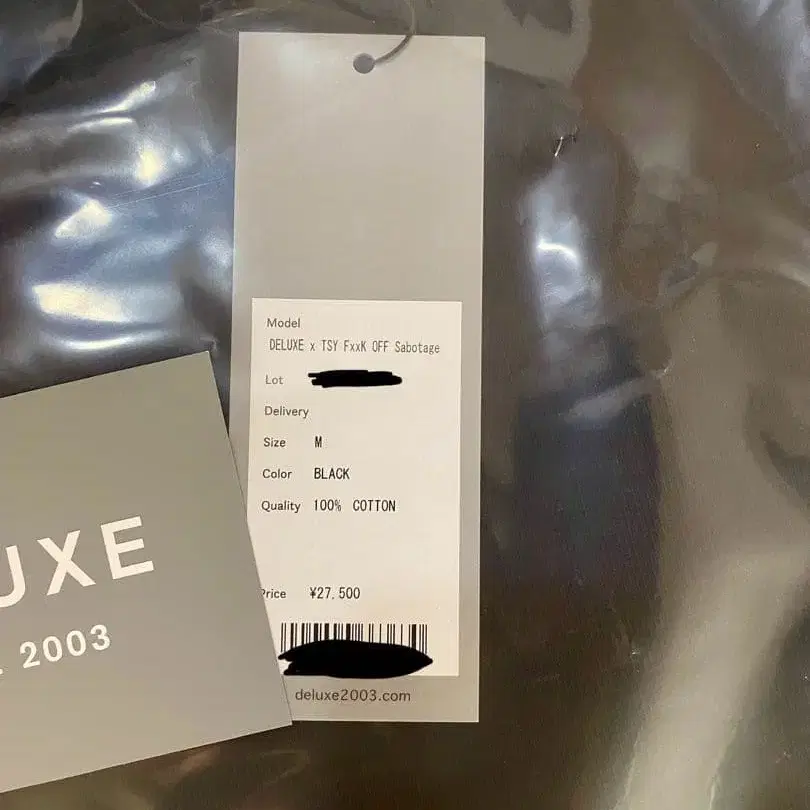 Model
DELUXE x TSY FxxK OFF Sabotage
Lot
Delivery
Size M
Color BLACK
Quality 100% COTTON
Price ¥27,500
deluxe2003.com
UXE
. 2003